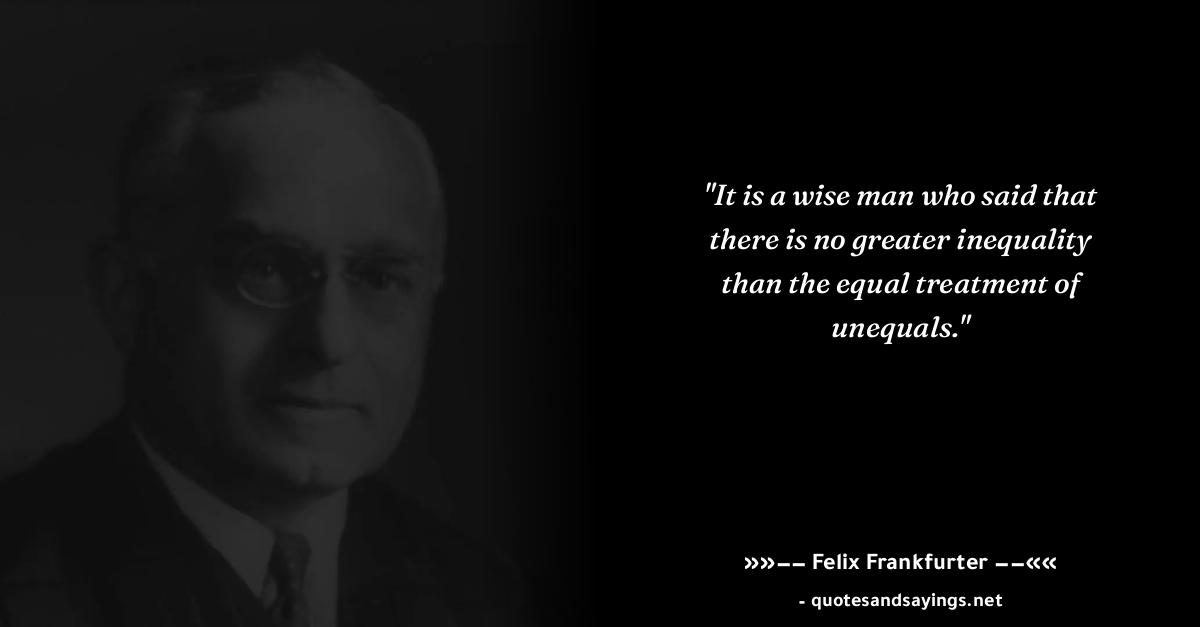 "It is a wise man who said that
there is no greater inequality
than the equal treatment of
unequals."
»»–– Felix Frankfurter ––««
- quotesandsayings.net